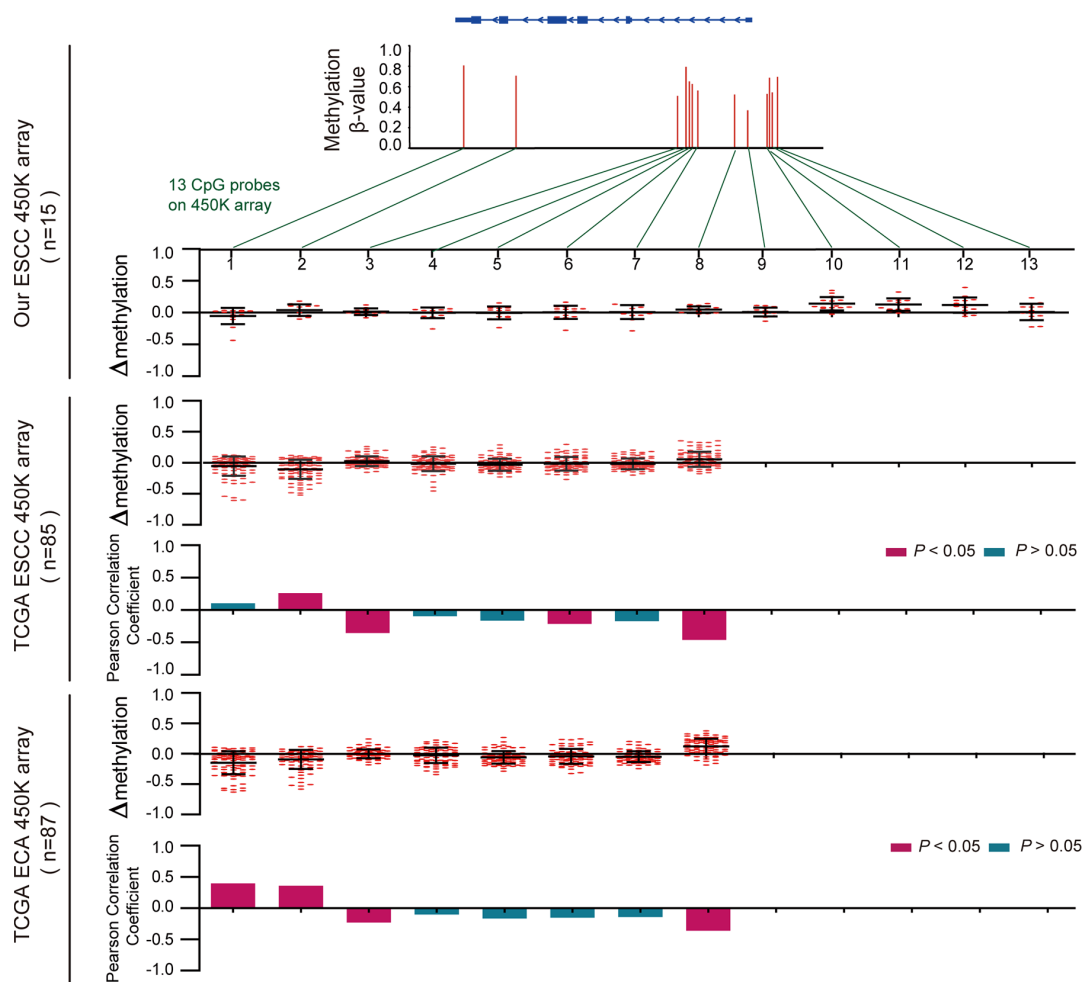 Our ESCC 450K array
( n=15 )
Methylation
β-value
1.0
0.8
0.6
0.4
0.2
0.0
13 CpG probes
on 450K array
Δmethylation
1.0
0.5
0.0
-0.5
-1.0
1 2 3 4 5 6 7 8 9 10 11 12 13
TCGA ESCC 450K array
( n=85 )
Δmethylation
1.0
0.5
0.0
-0.5
-1.0
Pearson Correlation
Coefficient
1.0
0.5
0.0
-0.5
-1.0
P < 0.05 P > 0.05
TCGA ECA 450K array
( n=87 )
Δmethylation
1.0
0.5
0.0
-0.5
-1.0
Pearson Correlation
Coefficient
1.0
0.5
0.0
-0.5
-1.0
P < 0.05 P > 0.05